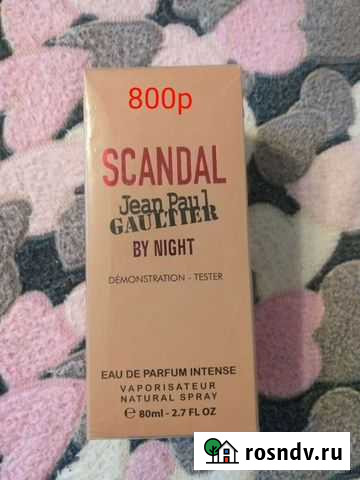 800р
SCANDAL
Jean Paul
GAULTIER
BY NIGHT
DÉMONSTRATION - TESTER
EAU DE PARFUM INTENSE
VAPORISATEUR
NATURAL SPRAY
℮ 80ml - 2.7 FL OZ
rosndv.ru